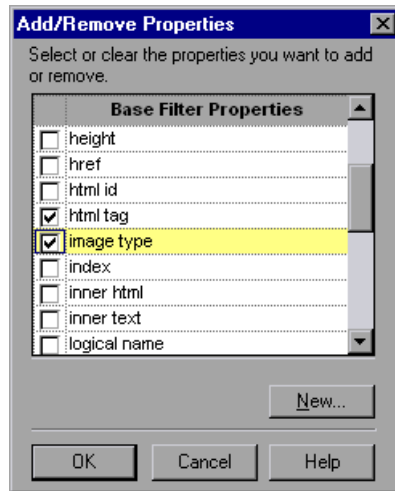 Add/Remove Properties
Select or clear the properties you want to add
or remove.
Base Filter Properties
height
href
html id
html tag
image type
index
inner html
inner text
logical name
New...
OK
Cancel
Help